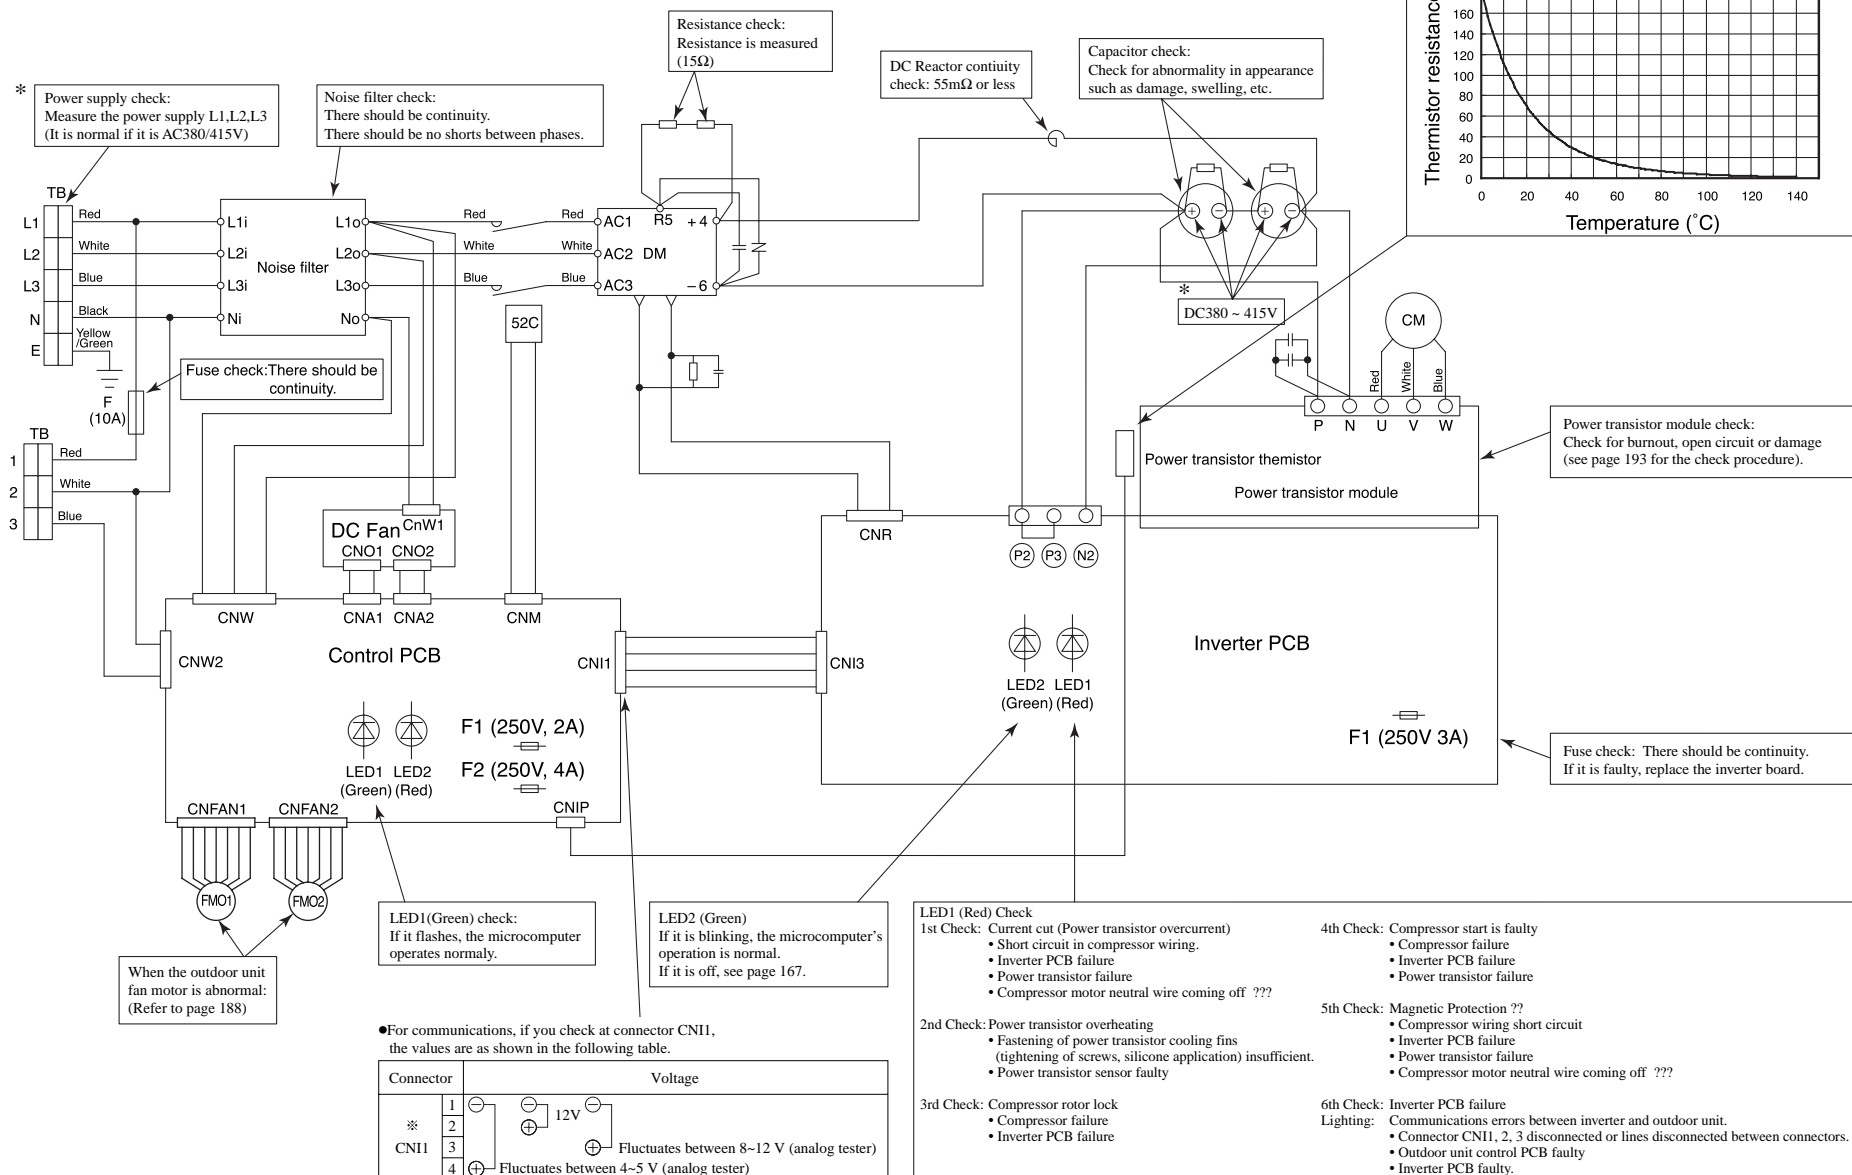 Resistance check:
Resistance is measured
(15Ω)
DC Reactor contiuity
check: 55mΩ or less
Capacitor check:
Check for abnormality in appearance
such as damage, swelling, etc.
Thermistor resistance
160
140
120
100
80
60
40
20
0
0 20 40 60 80 100 120 140
Temperature (˚C)
*
Power supply check:
Measure the power supply L1,L2,L3
(It is normal if it is AC380/415V)
Noise filter check:
There should be continuity.
There should be no shorts between phases.
TB
L1
L2
L3
N
E
Red
White
Blue
Black
Yellow
/Green
L1i
L2i
L3i
Ni
Noise filter
L1o
L2o
L3o
No
Red
White
Blue
Red
White
Blue
AC1
AC2
AC3
R5
DM
+4
−6
52C
*
DC380 ~ 415V
CM
Red
White
Blue
P N U V W
Fuse check:There should be
continuity.
F
(10A)
TB
1
2
3
Red
White
Blue
Power transistor themistor
Power transistor module
Power transistor module check:
Check for burnout, open circuit or damage
(see page 193 for the check procedure).
DC Fan
CnW1
CNO1 CNO2
CNW
CNA1 CNA2
CNM
CNW2
Control PCB
CNI1
CNI3
CNR
P2 P3 N2
LED2 LED1
(Green) (Red)
Inverter PCB
F1 (250V 3A)
Fuse check: There should be continuity.
If it is faulty, replace the inverter board.
F1 (250V, 2A)
F2 (250V, 4A)
LED1 LED2
(Green) (Red)
CNIP
CNFAN1
CNFAN2
FMO1
FMO2
When the outdoor unit
fan motor is abnormal:
(Refer to page 188)
LED1(Green) check:
If it flashes, the microcomputer
operates normaly.
LED2 (Green)
If it is blinking, the microcomputer's
operation is normal.
If it is off, see page 167.
●For communications, if you check at connector CNI1,
the values are as shown in the following table.
Connector Voltage
※
CNI1
1
2
3
4
12V
Fluctuates between 8~12 V (analog tester)
Fluctuates between 4~5 V (analog tester)
LED1 (Red) Check
1st Check: Current cut (Power transistor overcurrent)
• Short circuit in compressor wiring.
• Inverter PCB failure
• Power transistor failure
• Compressor motor neutral wire coming off ???
2nd Check: Power transistor overheating
• Fastening of power transistor cooling fins
(tightening of screws, silicone application) insufficient.
• Power transistor sensor faulty
3rd Check: Compressor rotor lock
• Compressor failure
• Inverter PCB failure
4th Check: Compressor start is faulty
• Compressor failure
• Inverter PCB failure
• Power transistor failure
5th Check: Magnetic Protection ??
• Compressor wiring short circuit
• Inverter PCB failure
• Power transistor failure
• Compressor motor neutral wire coming off ???
6th Check: Inverter PCB failure
Lighting: Communications errors between inverter and outdoor unit.
• Connector CNI1, 2, 3 disconnected or lines disconnected between connectors.
• Outdoor unit control PCB faulty
• Inverter PCB faulty.